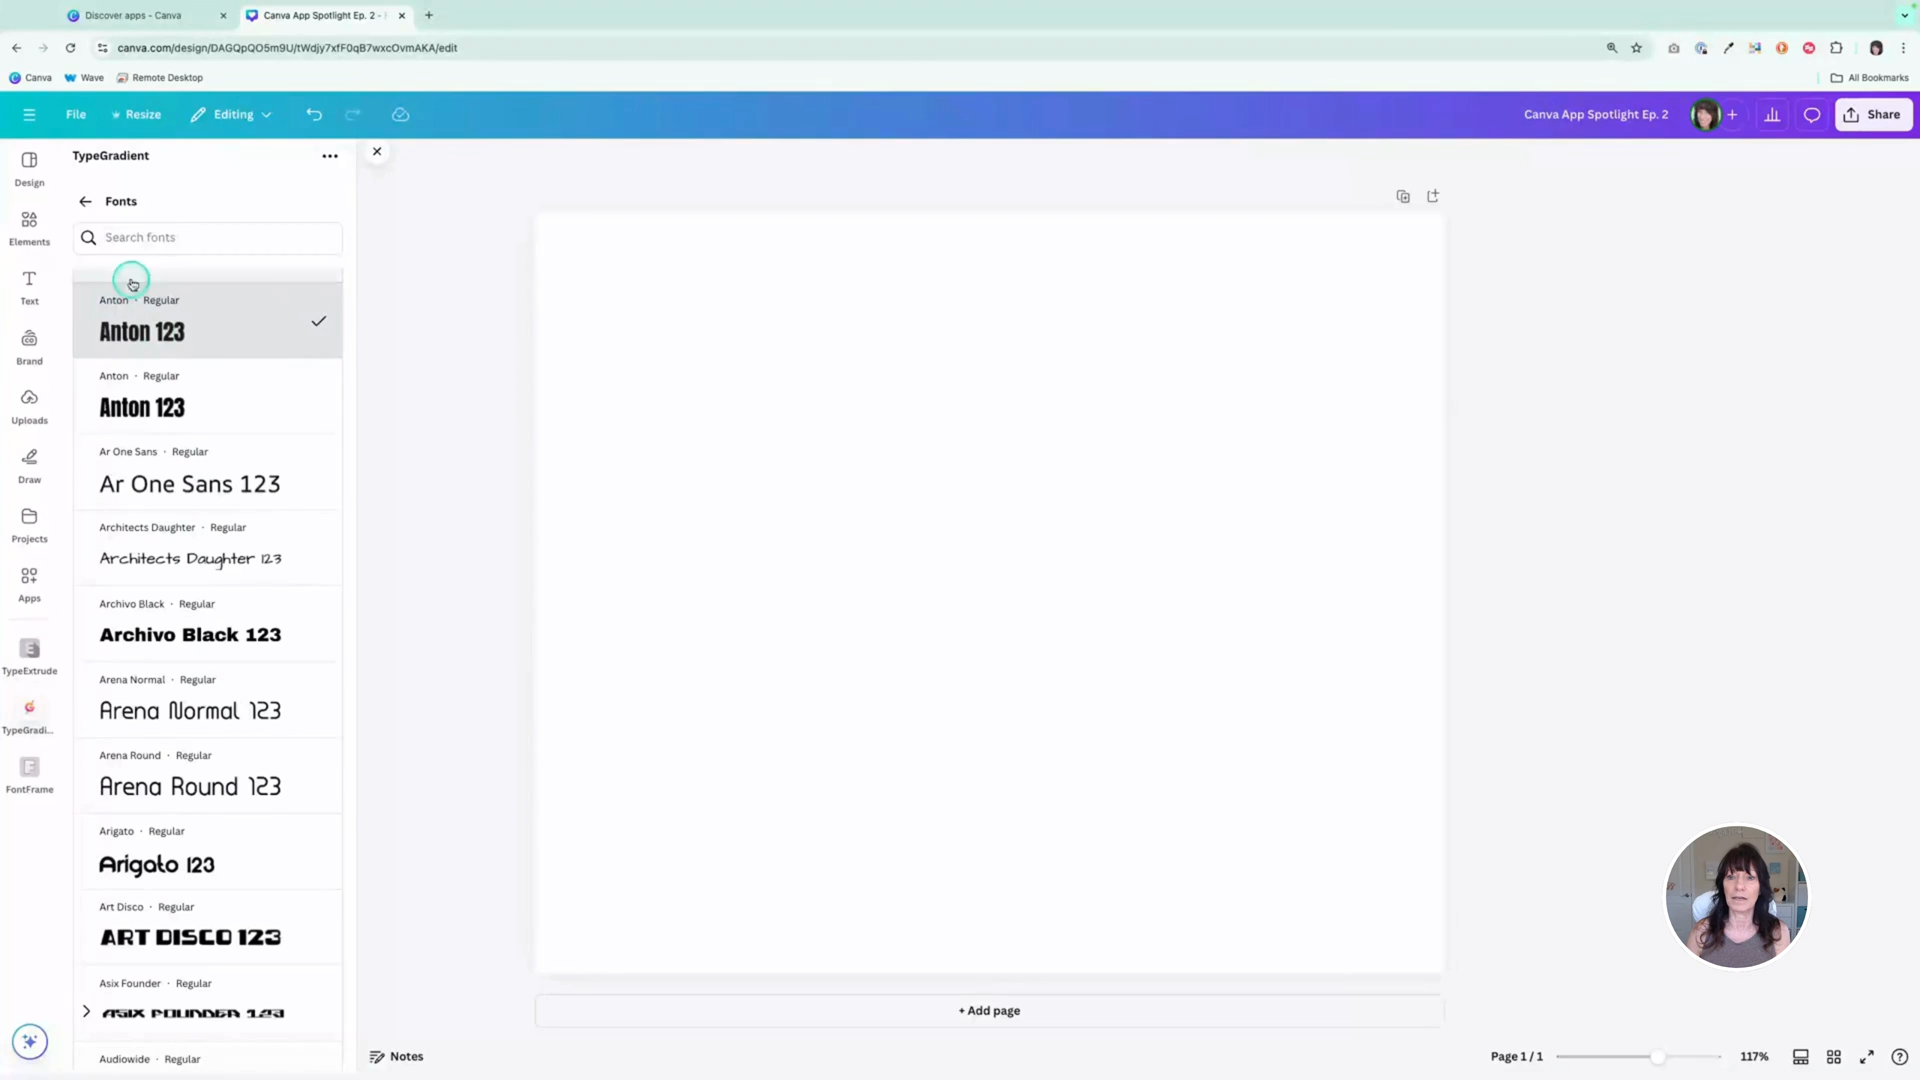 Discover apps - Canva
Canva App Spotlight Ep. 2 -
canva.com/design/DAGQpQO5m9U/tWdjy7xfF0qB7wxcOvmAKA/edit
Canva
Wave
Remote Desktop
All Bookmarks
File
Resize
Editing
Canva App Spotlight Ep. 2
Share
Design
Elements
Text
Brand
Uploads
Draw
Projects
Apps
TypeExtrude
TypeGradi...
FontFrame
TypeGradient
Fonts
Search fonts
Anton · Regular
Anton 123
Anton · Regular
Anton 123
Ar One Sans · Regular
Ar One Sans 123
Architects Daughter · Regular
Architects Daughter 123
Archivo Black · Regular
Archivo Black 123
Arena Normal · Regular
Arena Normal 123
Arena Round · Regular
Arena Round 123
Arigato · Regular
Arigato 123
Art Disco · Regular
ART DISCO 123
Asix Founder · Regular
ASIX FOUNDER 123
Audiowide · Regular
+ Add page
Notes
Page 1 / 1
117%